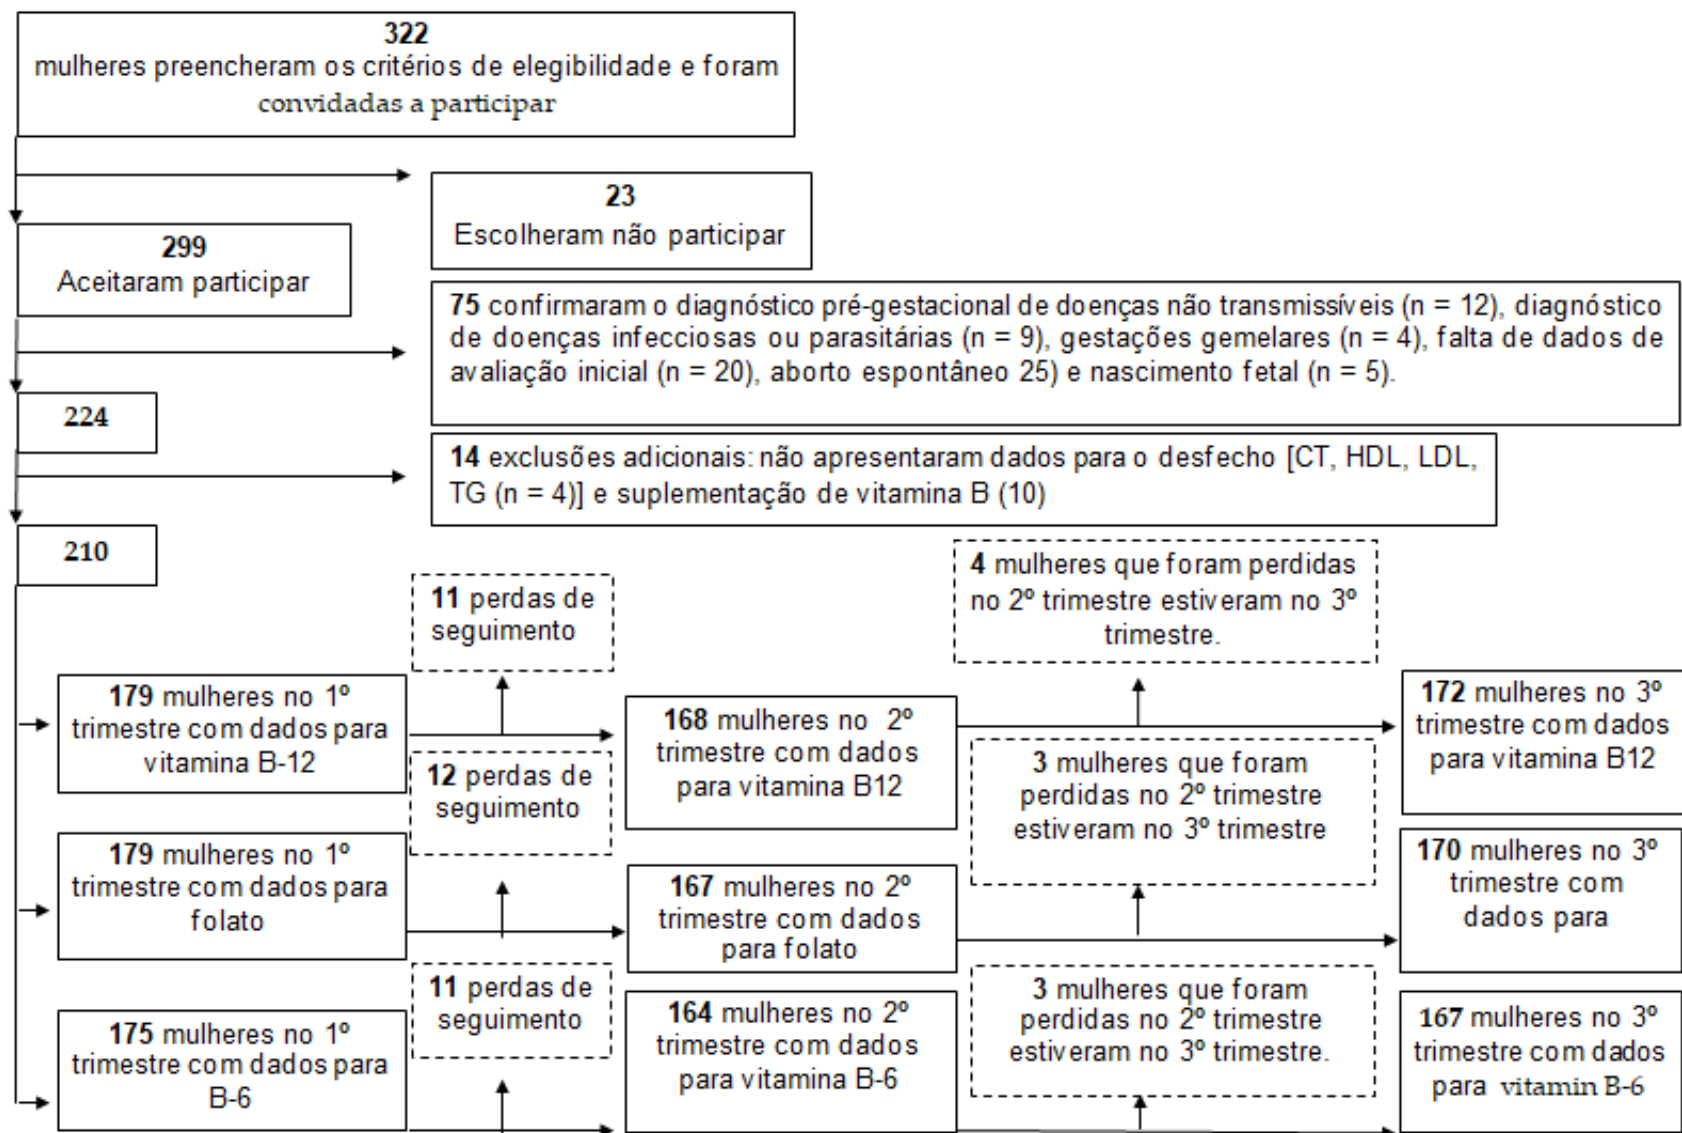 322
mulheres preencheram os critérios de elegibilidade e foram
convidadas a participar
23
Escolheram não participar
299
Aceitaram participar
75 confirmaram o diagnóstico pré-gestacional de doenças não transmissíveis (n = 12), diagnóstico
de doenças infecciosas ou parasitárias (n = 9), gestações gemelares (n = 4), falta de dados de
avaliação inicial (n = 20), aborto espontâneo 25) e nascimento fetal (n = 5).
224
14 exclusões adicionais: não apresentaram dados para o desfecho [CT, HDL, LDL,
TG (n = 4)] e suplementação de vitamina B (10)
210
11 perdas de
seguimento
4 mulheres que foram perdidas
no 2º trimestre estiveram no 3º
trimestre.
179 mulheres no 1º
trimestre com dados para
vitamina B-12
168 mulheres no 2º
trimestre com dados
para vitamina B12
172 mulheres no 3º
trimestre com dados
para vitamina B12
12 perdas de
seguimento
3 mulheres que foram
perdidas no 2º trimestre
estiveram no 3º trimestre
179 mulheres no 1º
trimestre com dados para
folato
167 mulheres no 2º
trimestre com dados
para folato
170 mulheres no 3º
trimestre com
dados para
11 perdas de
seguimento
3 mulheres que foram
perdidas no 2º trimestre
estiveram no 3º trimestre.
175 mulheres no 1º
trimestre com dados para
B-6
164 mulheres no 2º
trimestre com dados
para vitamina B-6
167 mulheres no 3º
trimestre com dados
para vitamin B-6